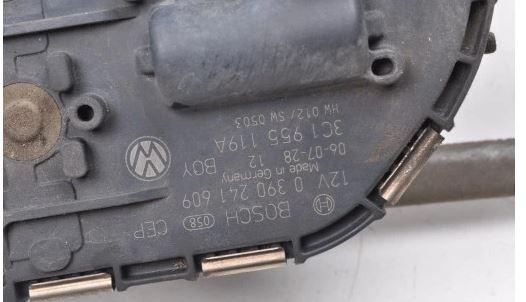 HW 012/ SW 0503
3C1 955 119A
06-07-28 12 BOY
Made in Germany
12V 0 390 241 609
BOSCH 058 CEP